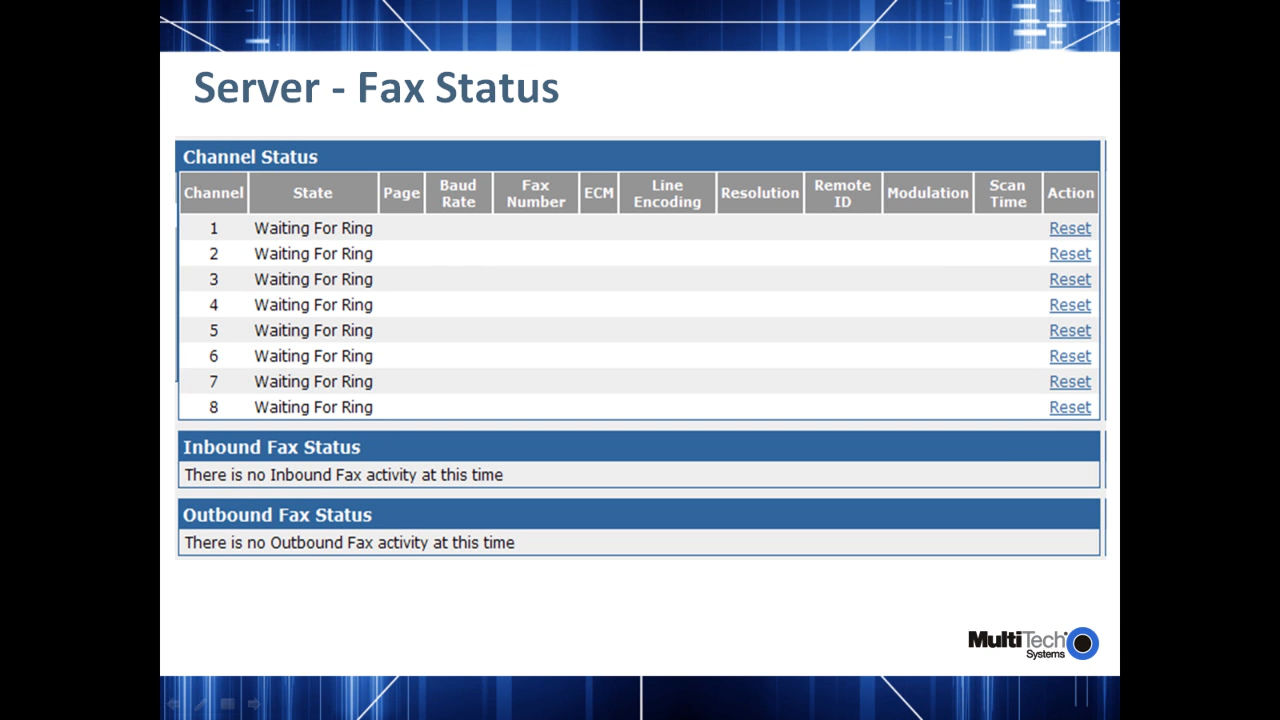 Server - Fax Status
Channel Status
Channel State Page Baud Rate Fax Number ECM Line Encoding Resolution Remote ID Modulation Scan Time Action
1 Waiting For Ring Reset
2 Waiting For Ring Reset
3 Waiting For Ring Reset
4 Waiting For Ring Reset
5 Waiting For Ring Reset
6 Waiting For Ring Reset
7 Waiting For Ring Reset
8 Waiting For Ring Reset
Inbound Fax Status
There is no Inbound Fax activity at this time
Outbound Fax Status
There is no Outbound Fax activity at this time
MultiTech
Systems